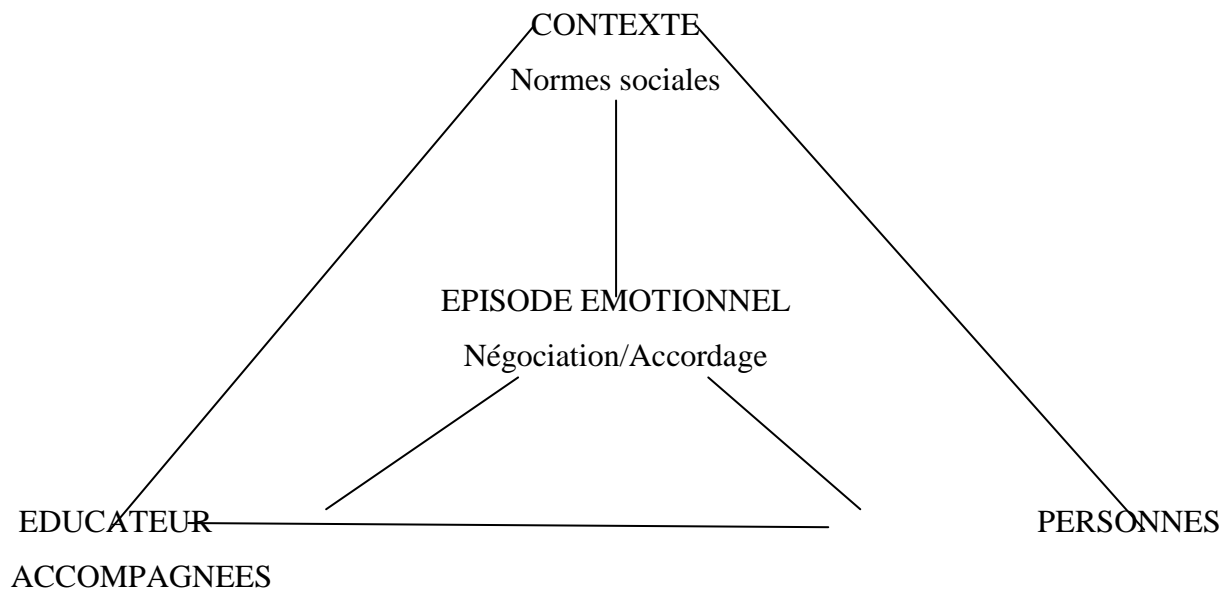 CONTEXTE
Normes sociales
EPISODE EMOTIONNEL
Négociation/Accordage
EDUCATEUR PERSONNES
ACCOMPAGNEES